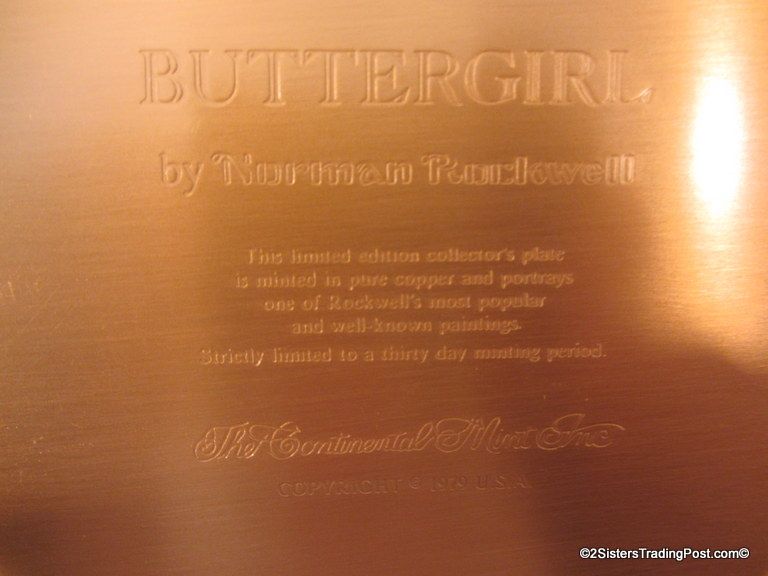 BUTTERGIRL
by Norman Rockwell
This limited edition collector's plate
is minted in pure copper and portrays
one of Rockwell's most popular
and well-known paintings.
Strictly limited to a thirty day minting period.
The Continental Mint Inc
COPYRIGHT © 1979 U.S.A.
©2SistersTradingPost.com©